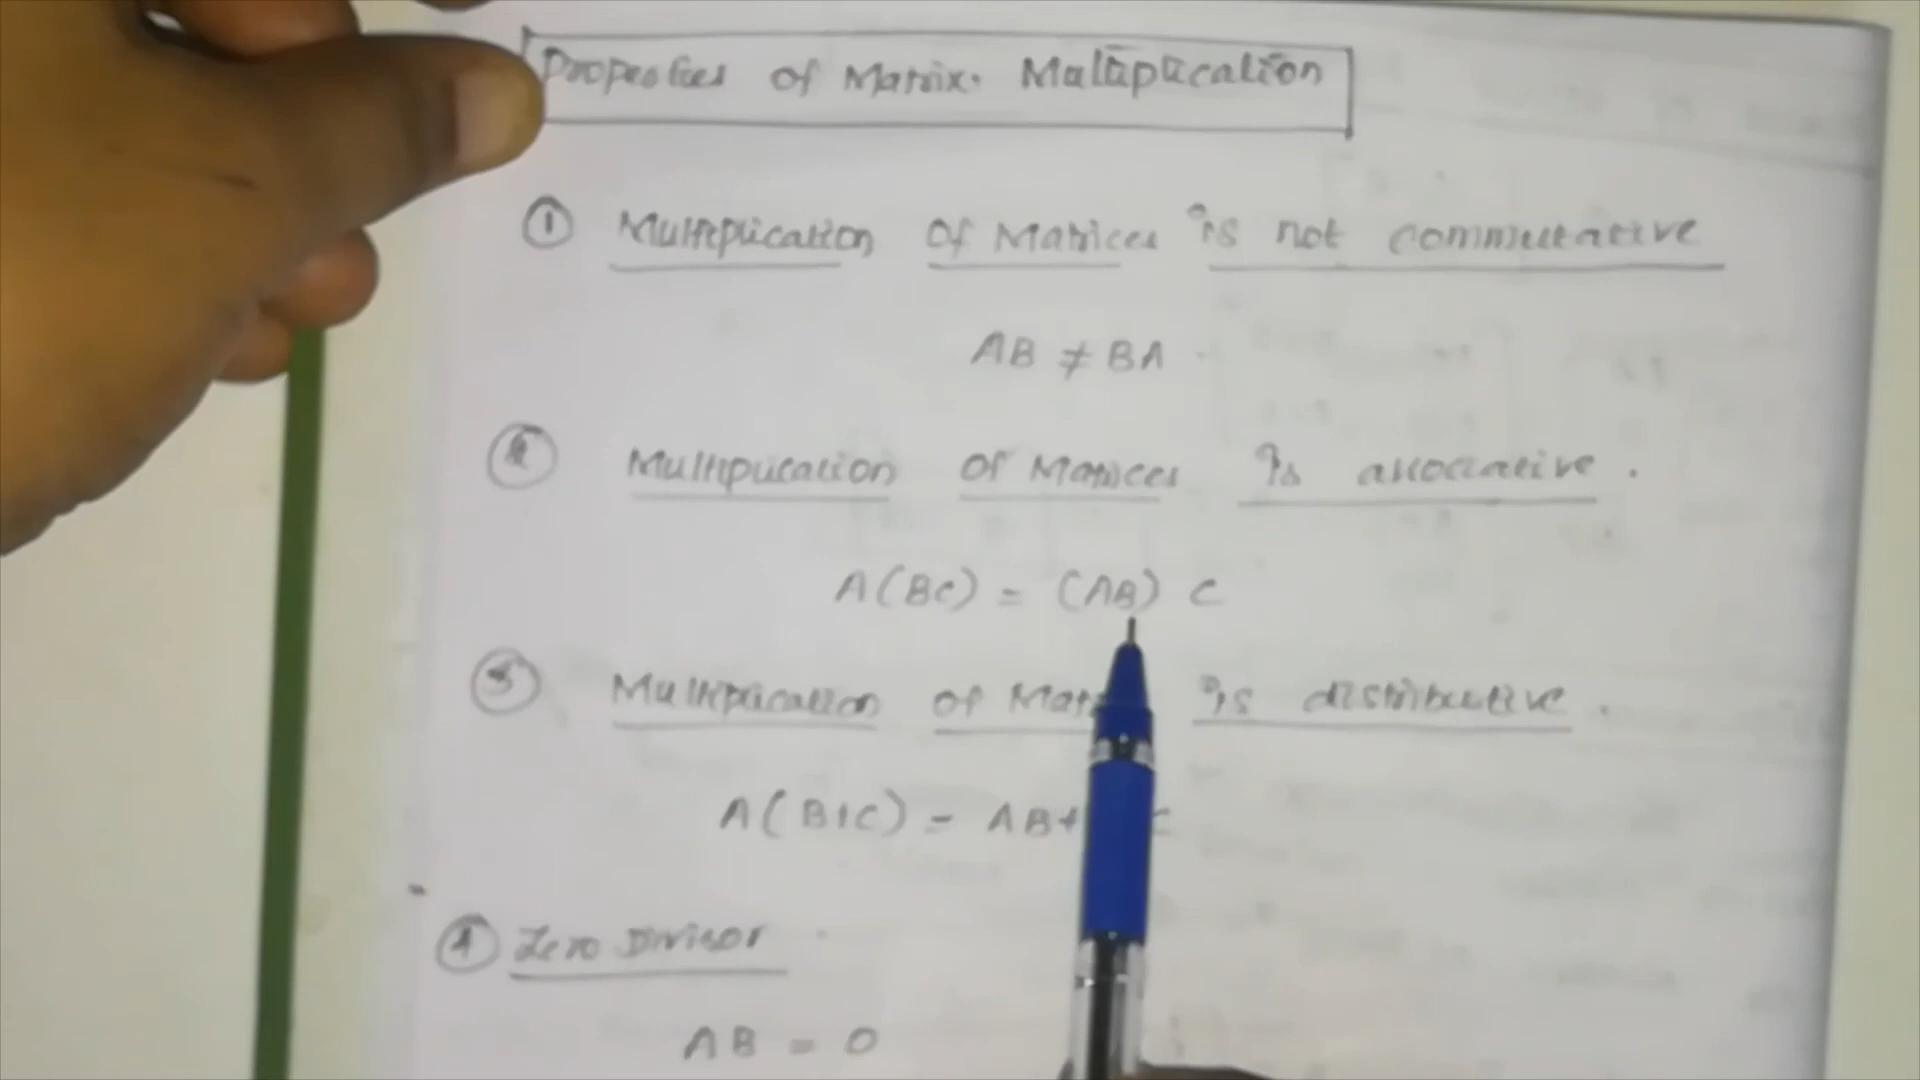 Properties of Matrix. Multiplication
① Multiplication of Matrices is not commutative
AB ≠ BA
② Multiplication of Matrices is associative.
A(BC) = (AB) C
③ Multiplication of Mat is distributive.
A(B+C) = AB+ C
④ Zero Divisor
AB = 0